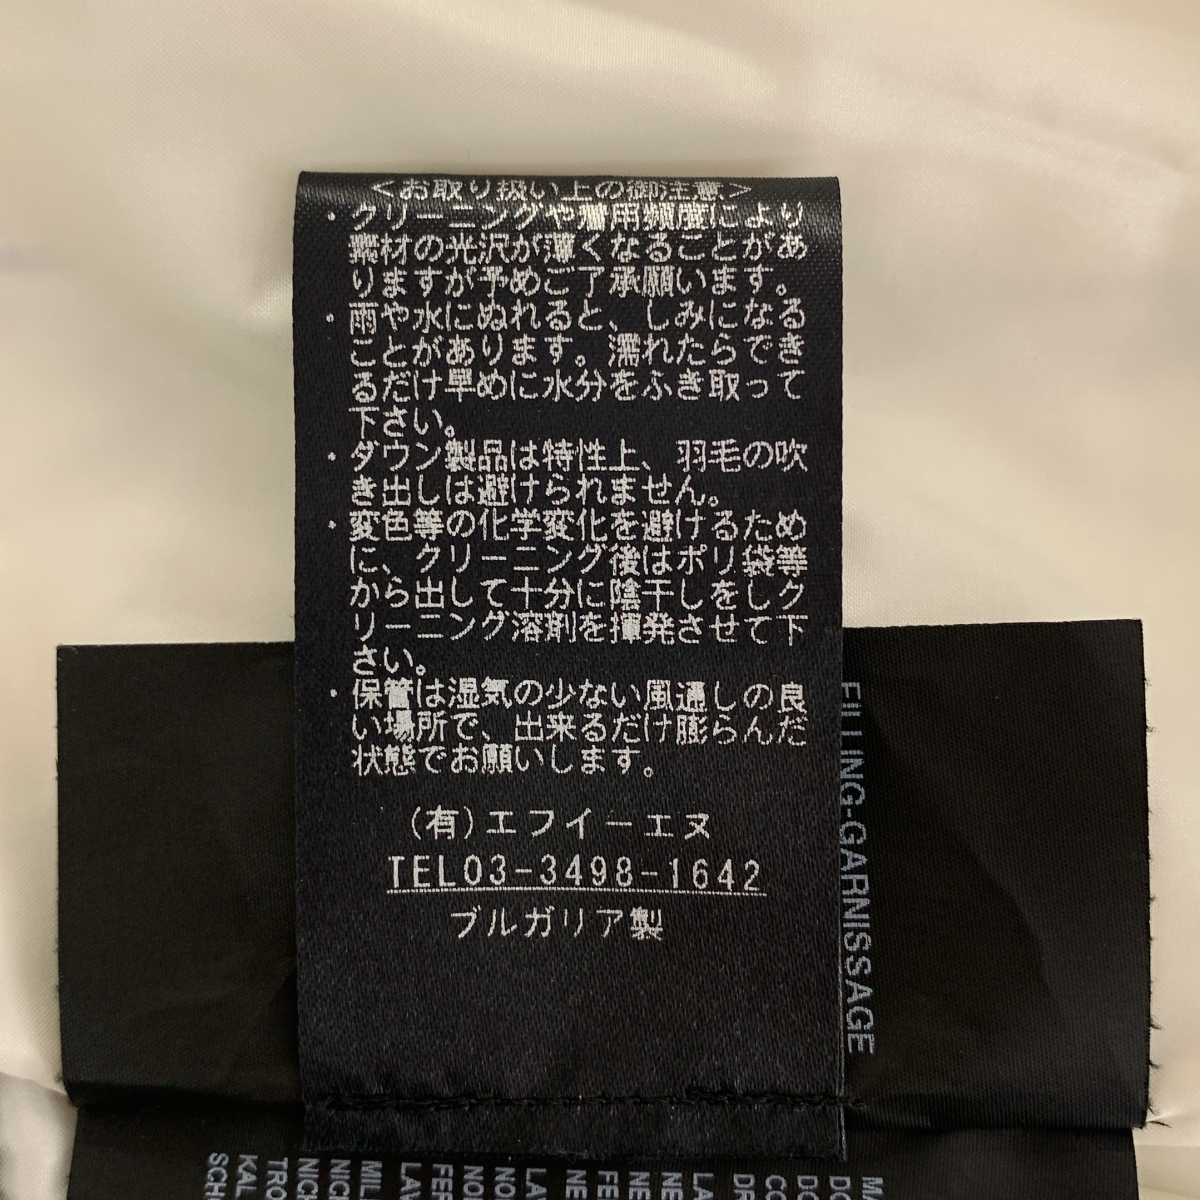 <お取り扱い上の御注意>
・クリーニングや着用頻度により
素材の光沢が薄くなることがあ
りますが予めご了承願います。
・雨や水にぬれると、しみになる
ことがあります。濡れたらでき
るだけ早めに水分をふき取って
下さい。
・ダウン製品は特性上、羽毛の吹
き出しは避けられません。
・変色等の化学変化を避けるため
に、クリーニング後はポリ袋等
から出して十分に陰干しをしク
リーニング溶剤を揮発させて下
さい。
・保管は湿気の少ない風通しの良
い場所で、出来るだけ膨らんだ
状態でお願いします。
(有)エフイーエヌ
TEL03-3498-1642
ブルガリア製
FILLING-GARNISSAGE